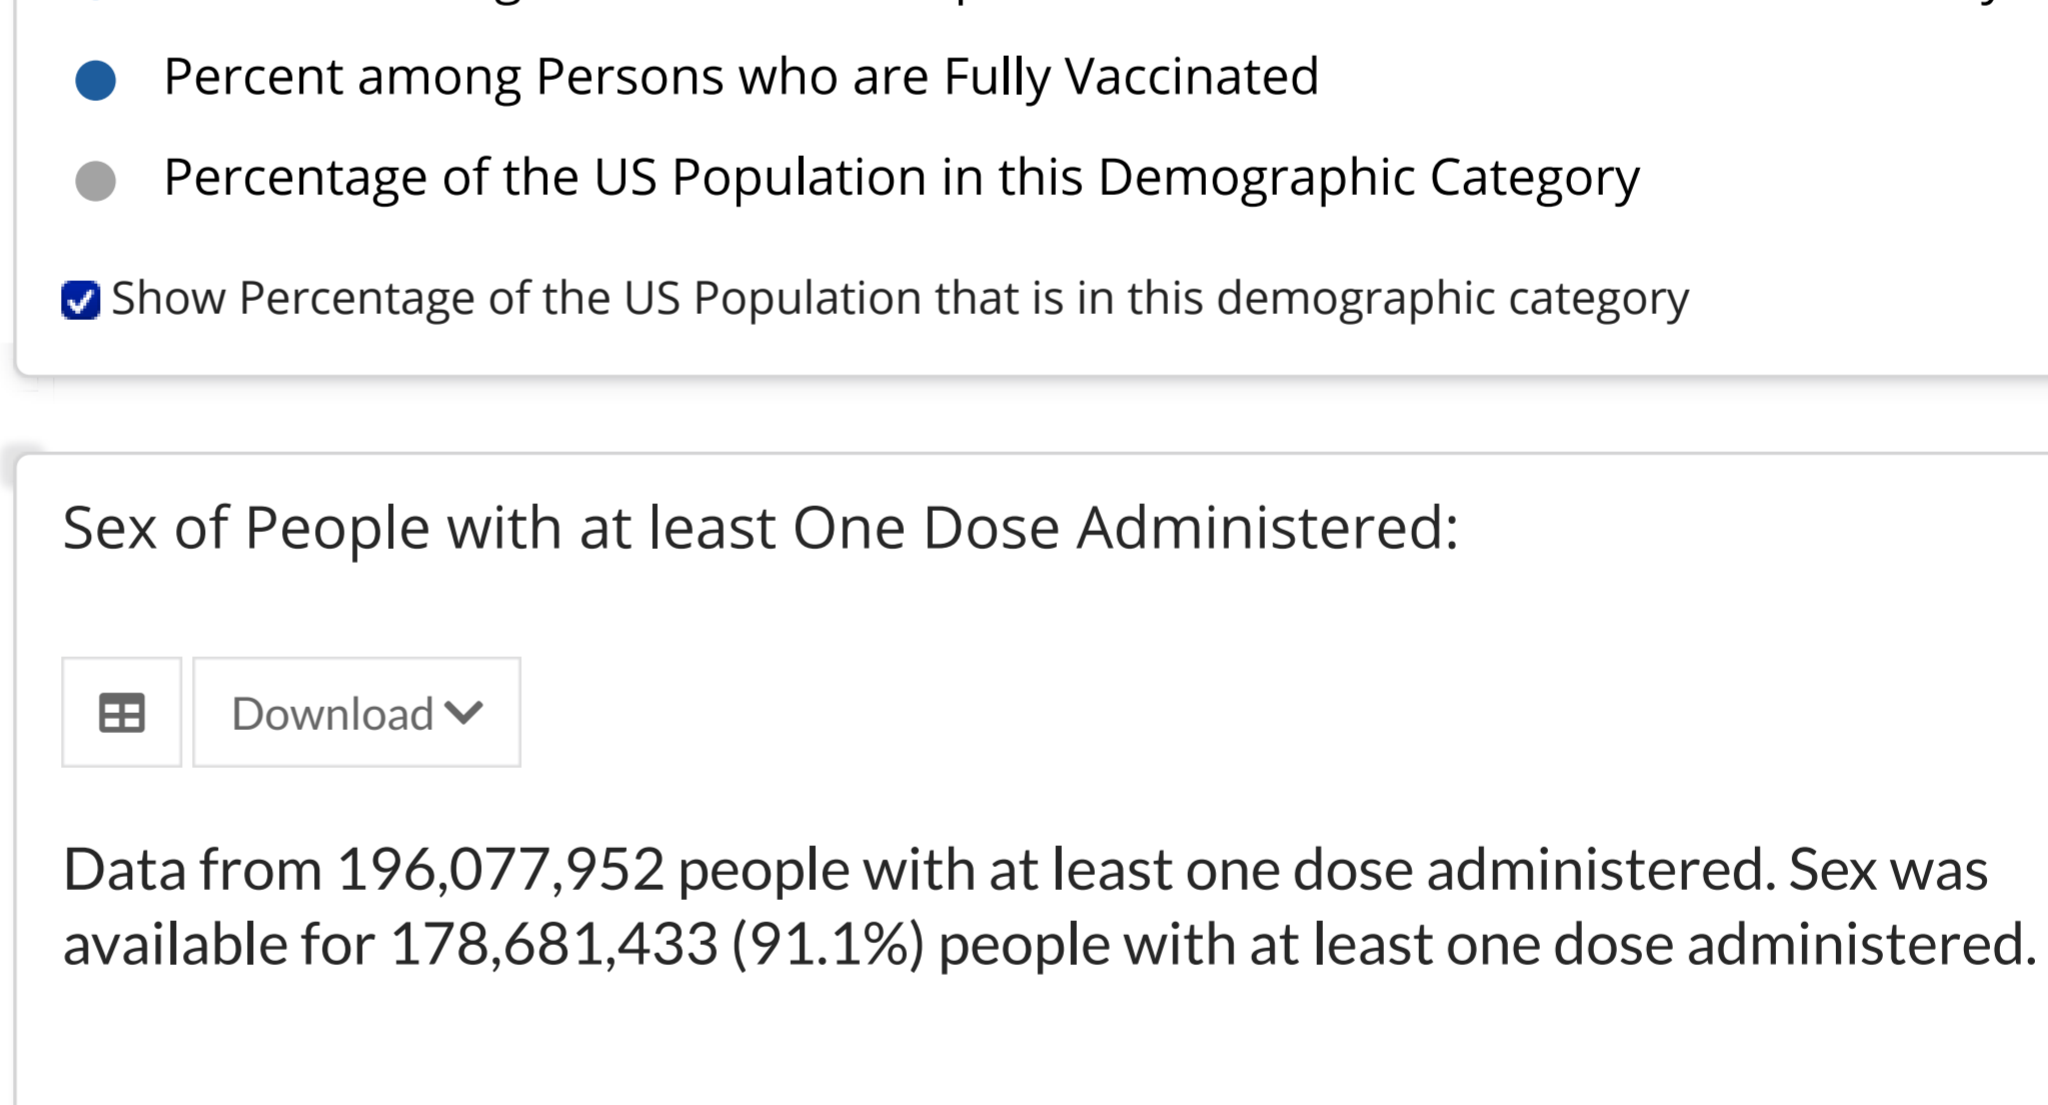 Percent among Persons who are Fully Vaccinated
Percentage of the US Population in this Demographic Category
Show Percentage of the US Population that is in this demographic category
Sex of People with at least One Dose Administered:
Download
Data from 196,077,952 people with at least one dose administered. Sex was
available for 178,681,433 (91.1%) people with at least one dose administered.